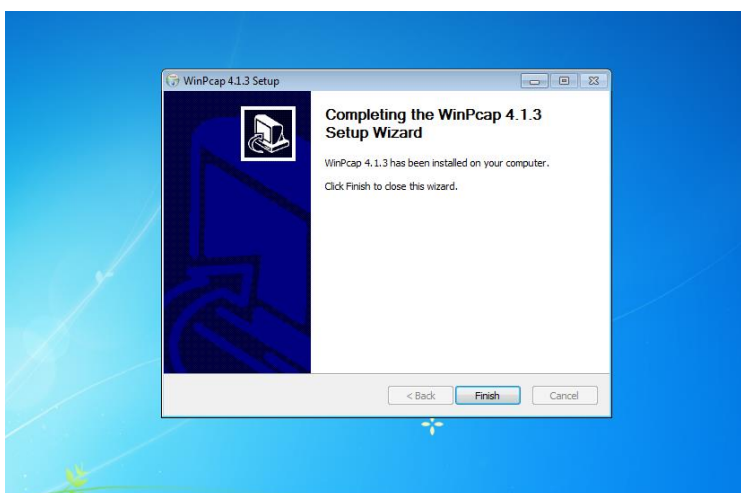 WinPcap 4.1.3 Setup
Completing the WinPcap 4.1.3
Setup Wizard
WinPcap 4.1.3 has been installed on your computer.
Click Finish to close this wizard.
< Back
Finish
Cancel